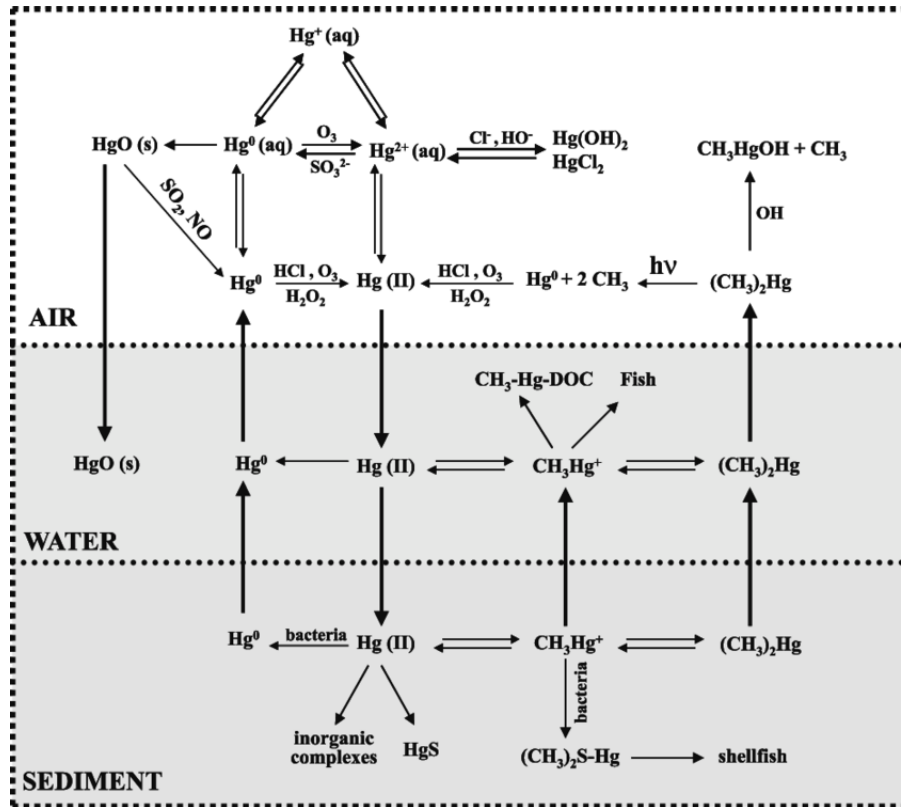 Hg⁺ (aq)
HgO (s) Hg⁰ (aq) O₃ SO₃²⁻ Hg²⁺ (aq) Cl⁻, HO⁻ Hg(OH)₂
HgCl₂
CH₃HgOH + CH₃
SO₂, NO
OH
Hg⁰ HCl , O₃ H₂O₂ Hg (II) HCl , O₃ H₂O₂ Hg⁰ + 2 CH₃ hν (CH₃)₂Hg
AIR
CH₃-Hg-DOC Fish
HgO (s) Hg⁰ Hg (II) CH₃Hg⁺ (CH₃)₂Hg
WATER
Hg⁰ bacteria Hg (II) CH₃Hg⁺ (CH₃)₂Hg
bacteria
inorganic
complexes
HgS
(CH₃)₂S-Hg shellfish
SEDIMENT